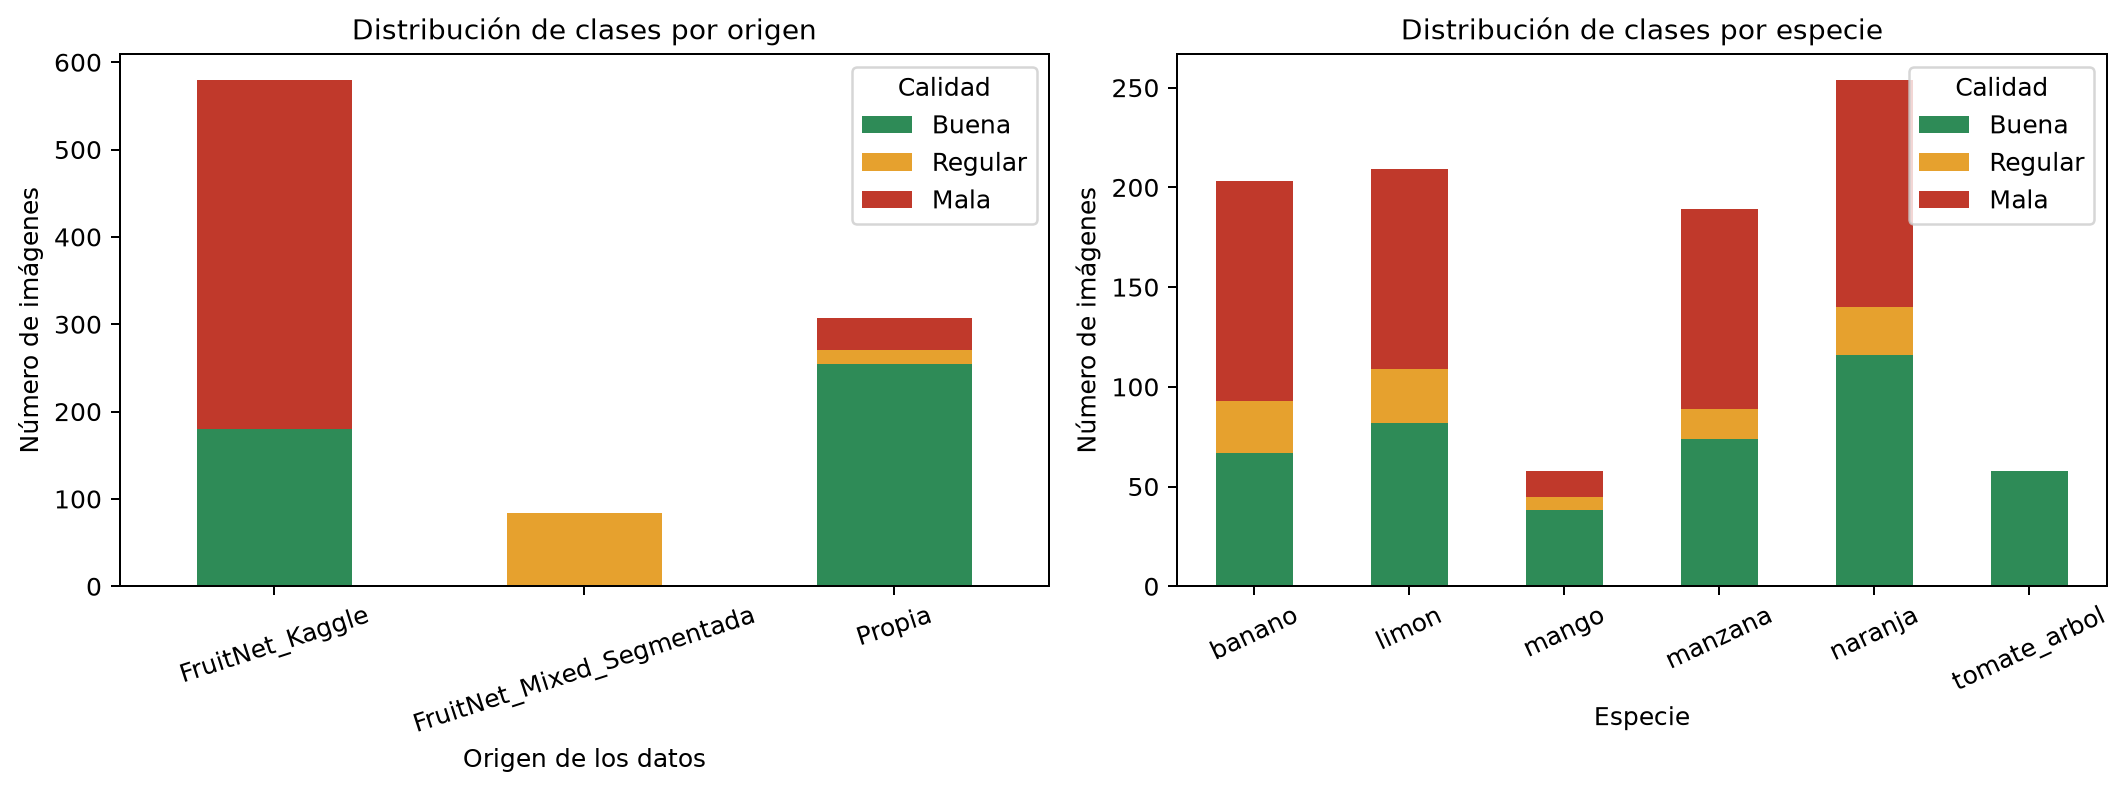 Distribución de clases por origen
600
500
400
300
200
100
0
Número de imágenes
Calidad
Buena
Regular
Mala
FruitNet_Kaggle
FruitNet_Mixed_Segmentada
Propia
Origen de los datos
Distribución de clases por especie
250
200
150
100
50
0
Número de imágenes
Calidad
Buena
Regular
Mala
banano
limon
mango
manzana
naranja
tomate_arbol
Especie